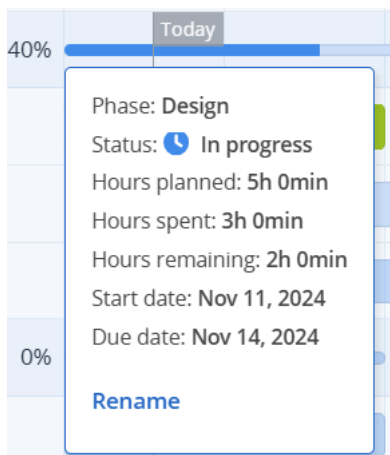 Today
40%
Phase: Design
Status: In progress
Hours planned: 5h 0min
Hours spent: 3h 0min
Hours remaining: 2h 0min
Start date: Nov 11, 2024
Due date: Nov 14, 2024
0%
Rename